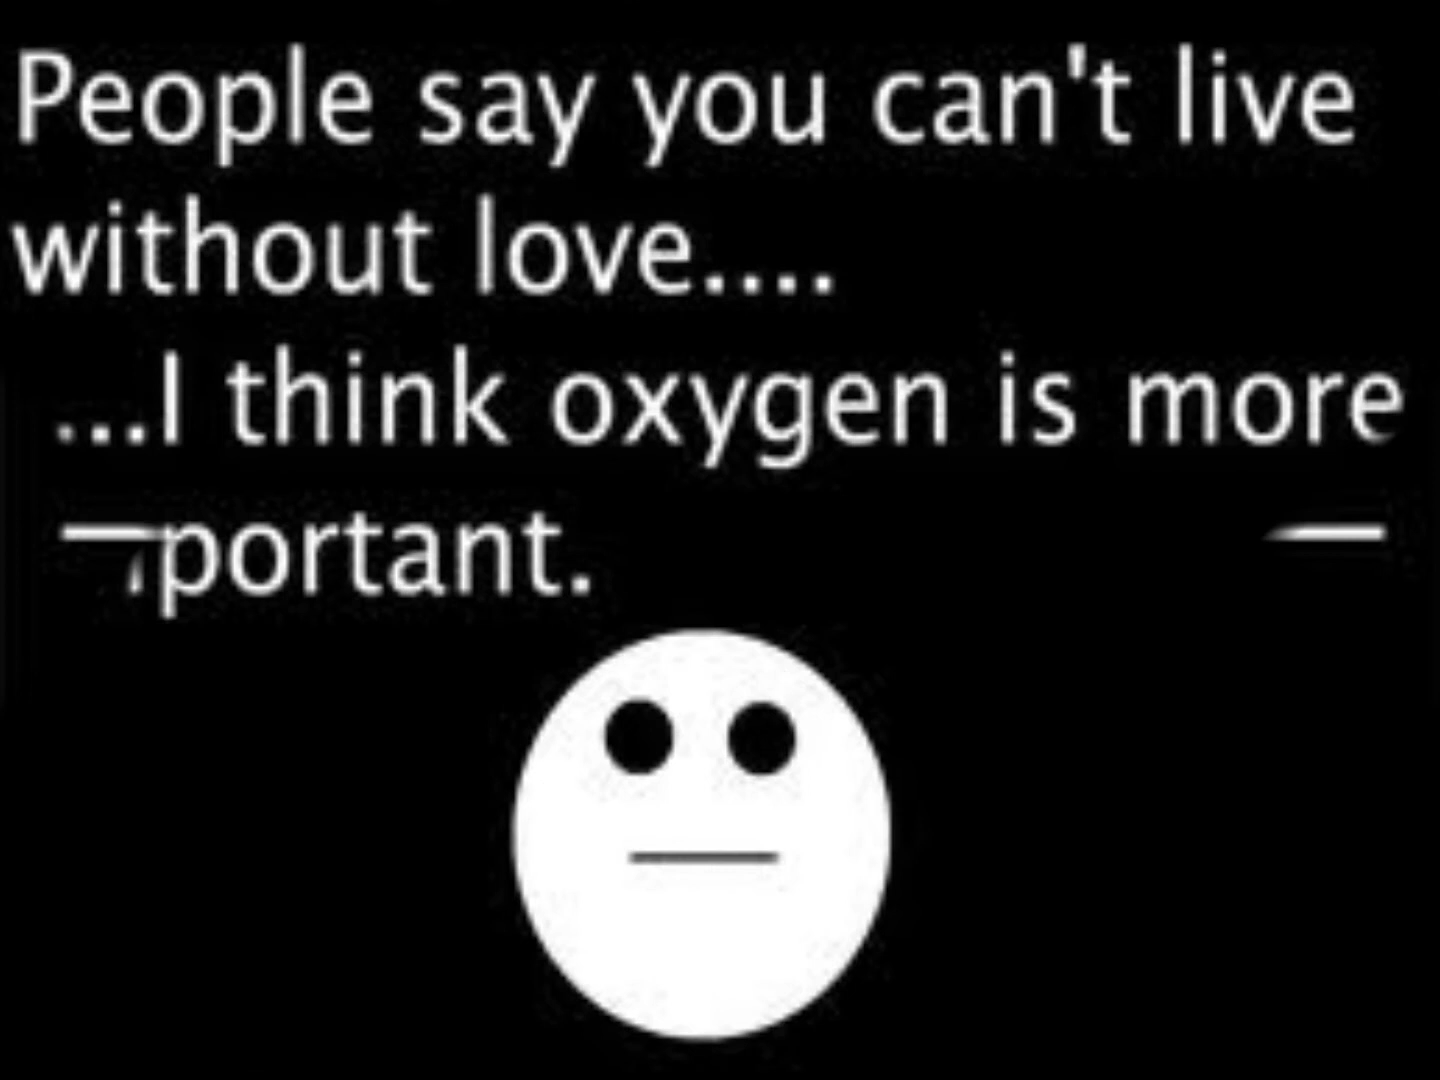 People say you can't live
without love....
...I think oxygen is more
portant.